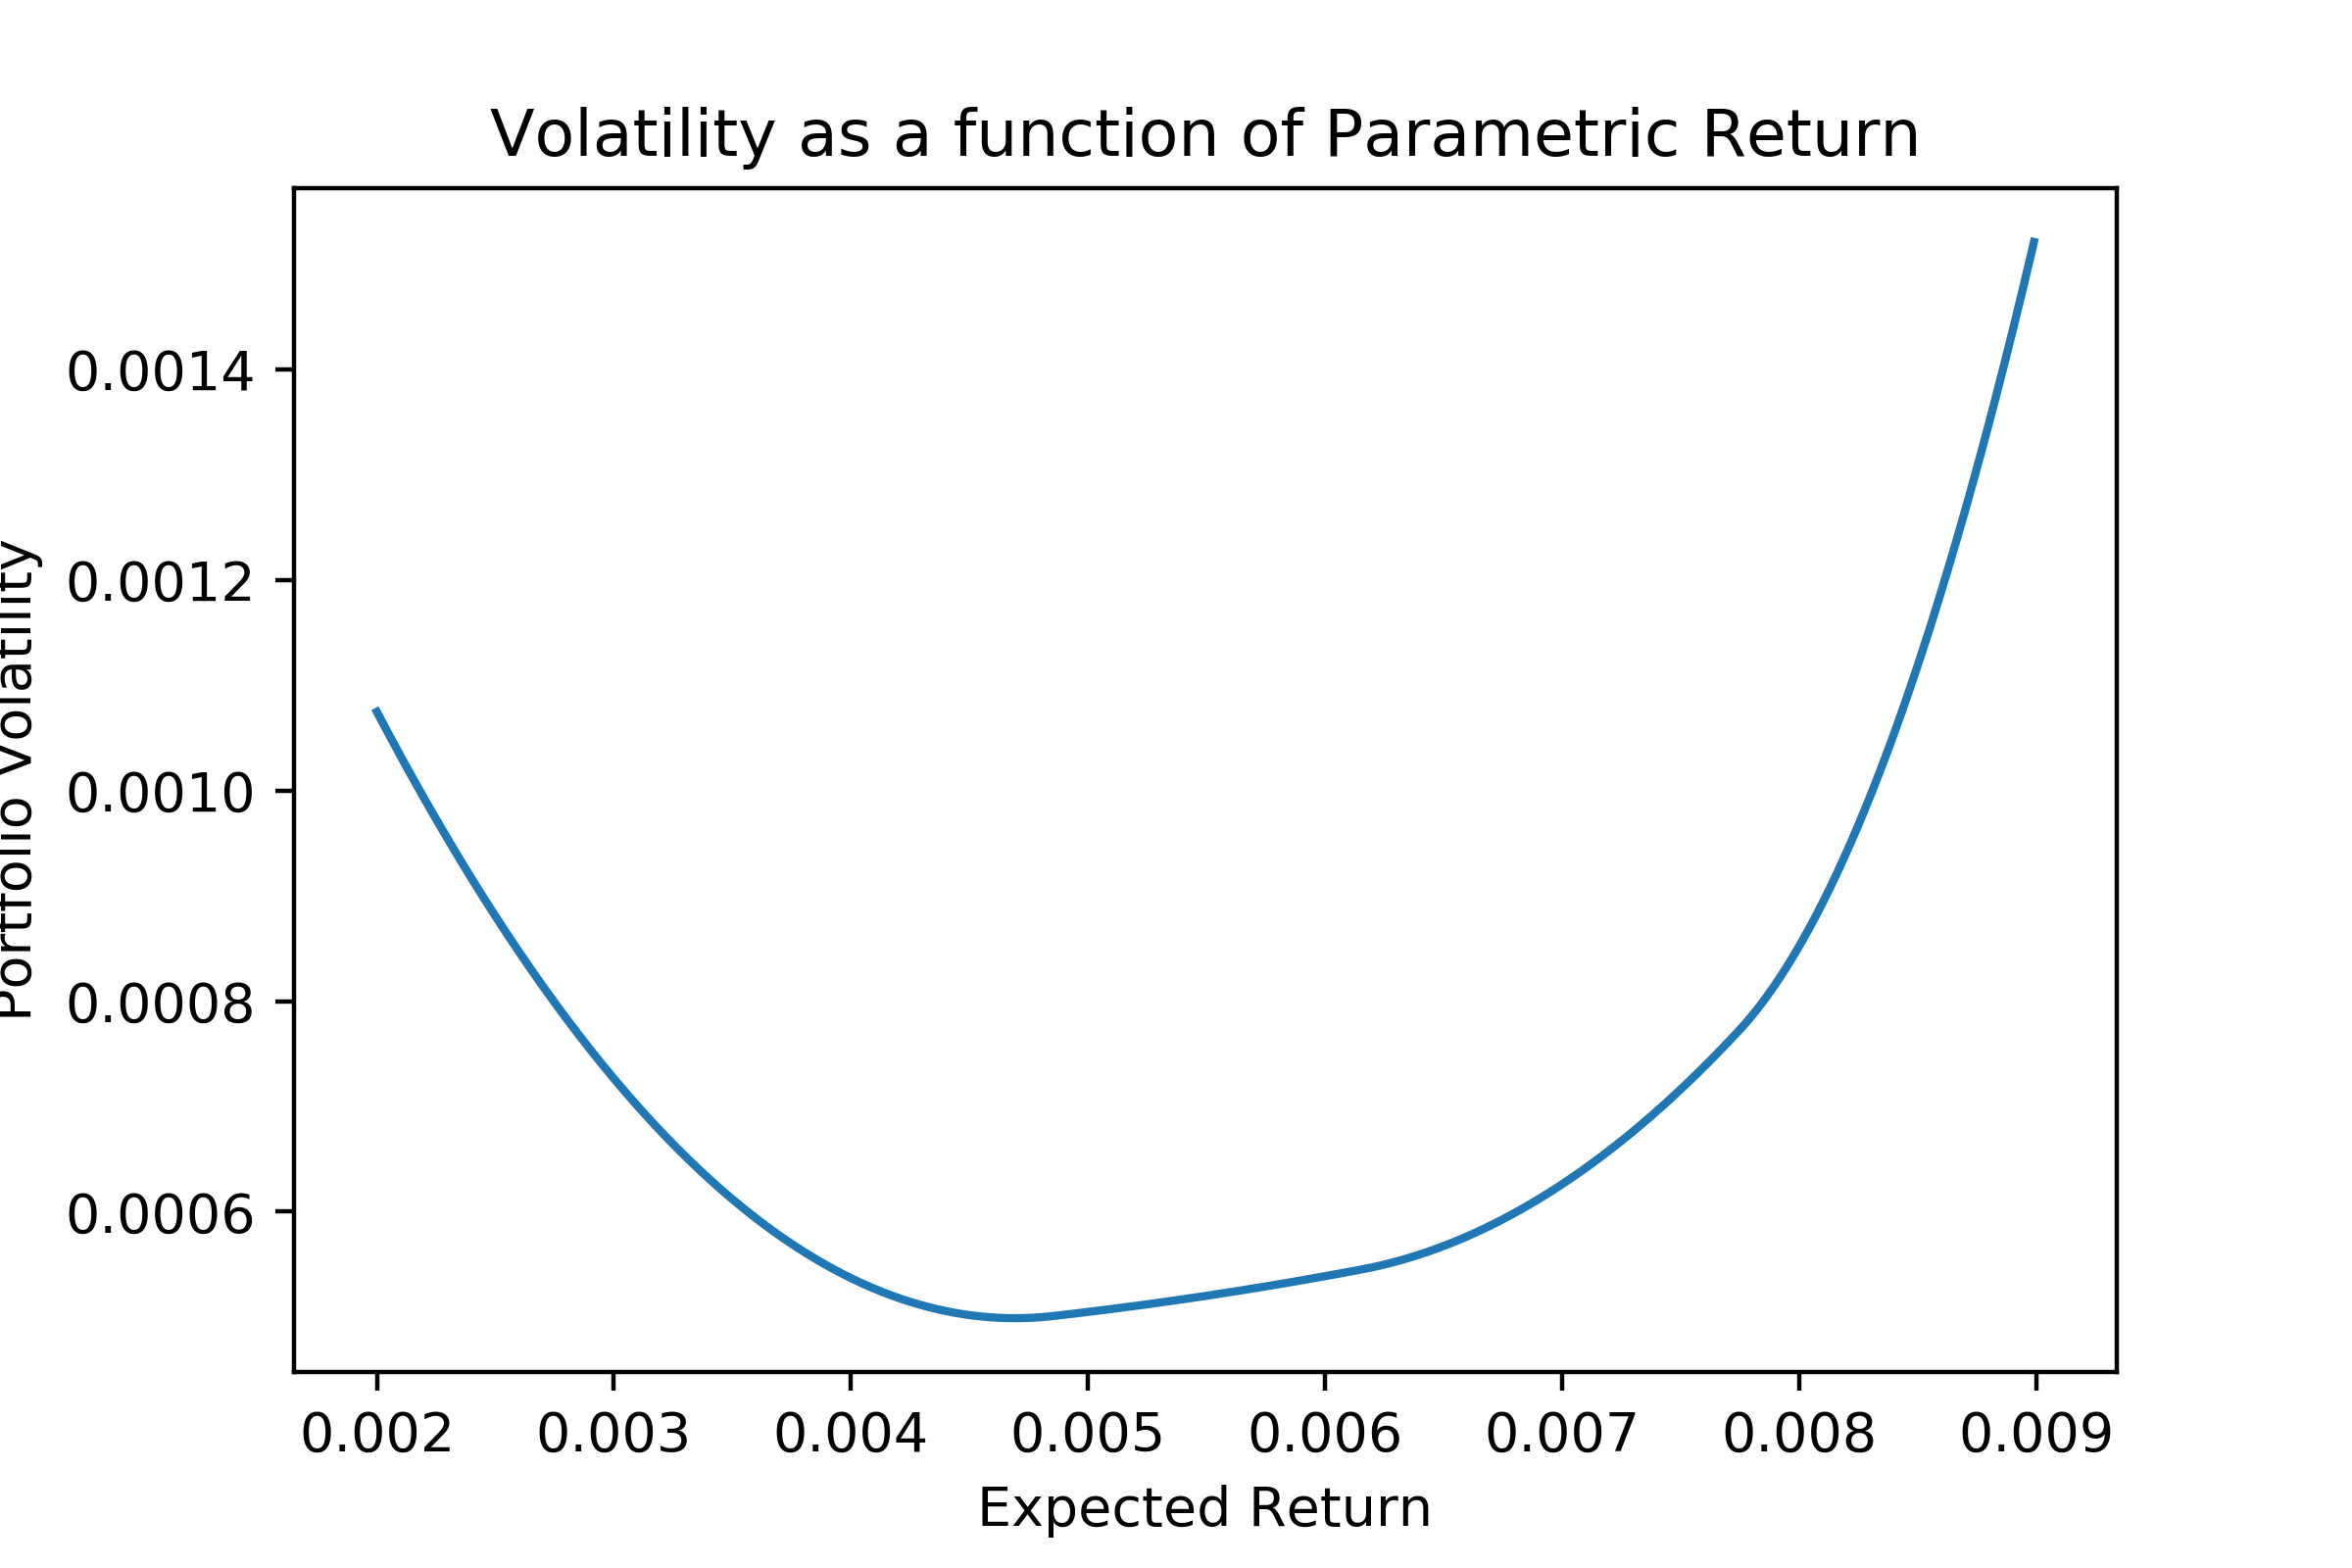 Volatility as a function of Parametric Return
Portfolio Volatility
0.0014
0.0012
0.0010
0.0008
0.0006
0.002 0.003 0.004 0.005 0.006 0.007 0.008 0.009
Expected Return